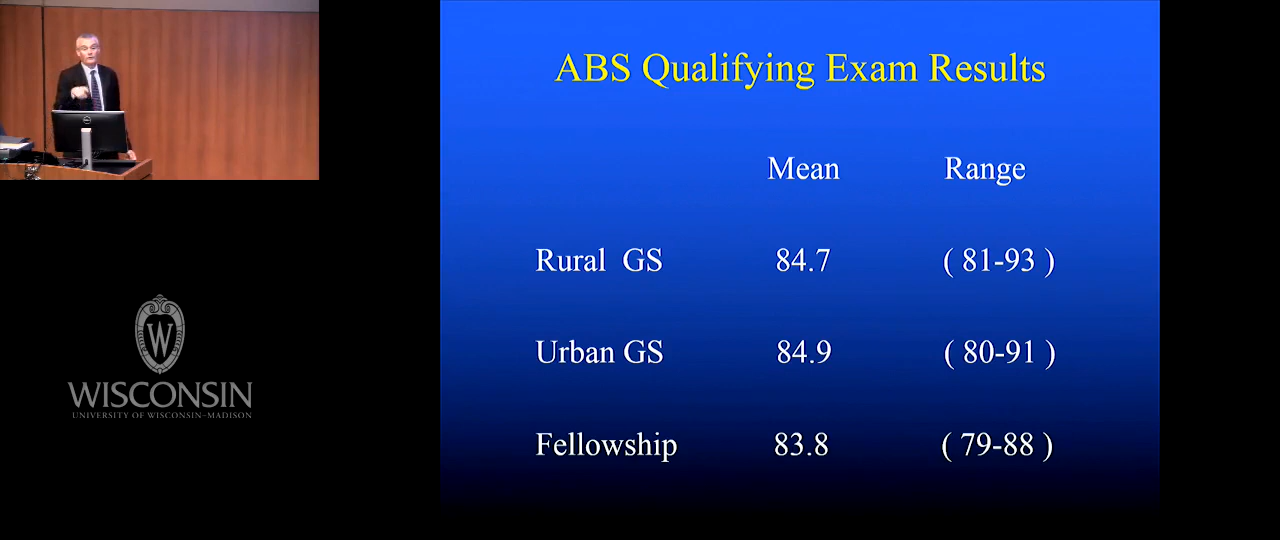 ABS Qualifying Exam Results
Mean Range
Rural GS 84.7 ( 81-93 )
Urban GS 84.9 ( 80-91 )
Fellowship 83.8 ( 79-88 )
W
WISCONSIN
UNIVERSITY OF WISCONSIN–MADISON